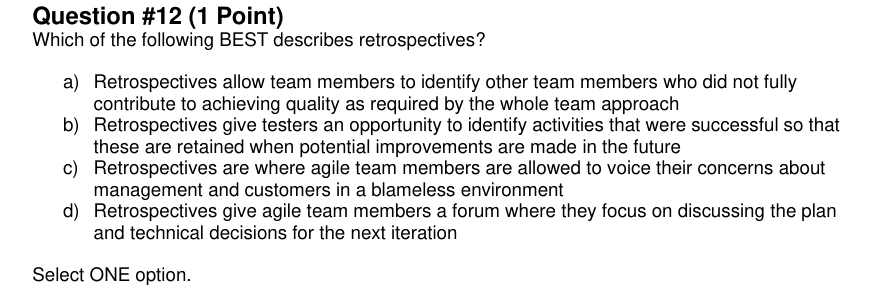 Question #12 (1 Point)
Which of the following BEST describes retrospectives?
a) Retrospectives allow team members to identify other team members who did not fully
contribute to achieving quality as required by the whole team approach
b) Retrospectives give testers an opportunity to identify activities that were successful so that
these are retained when potential improvements are made in the future
c) Retrospectives are where agile team members are allowed to voice their concerns about
management and customers in a blameless environment
d) Retrospectives give agile team members a forum where they focus on discussing the plan
and technical decisions for the next iteration
Select ONE option.